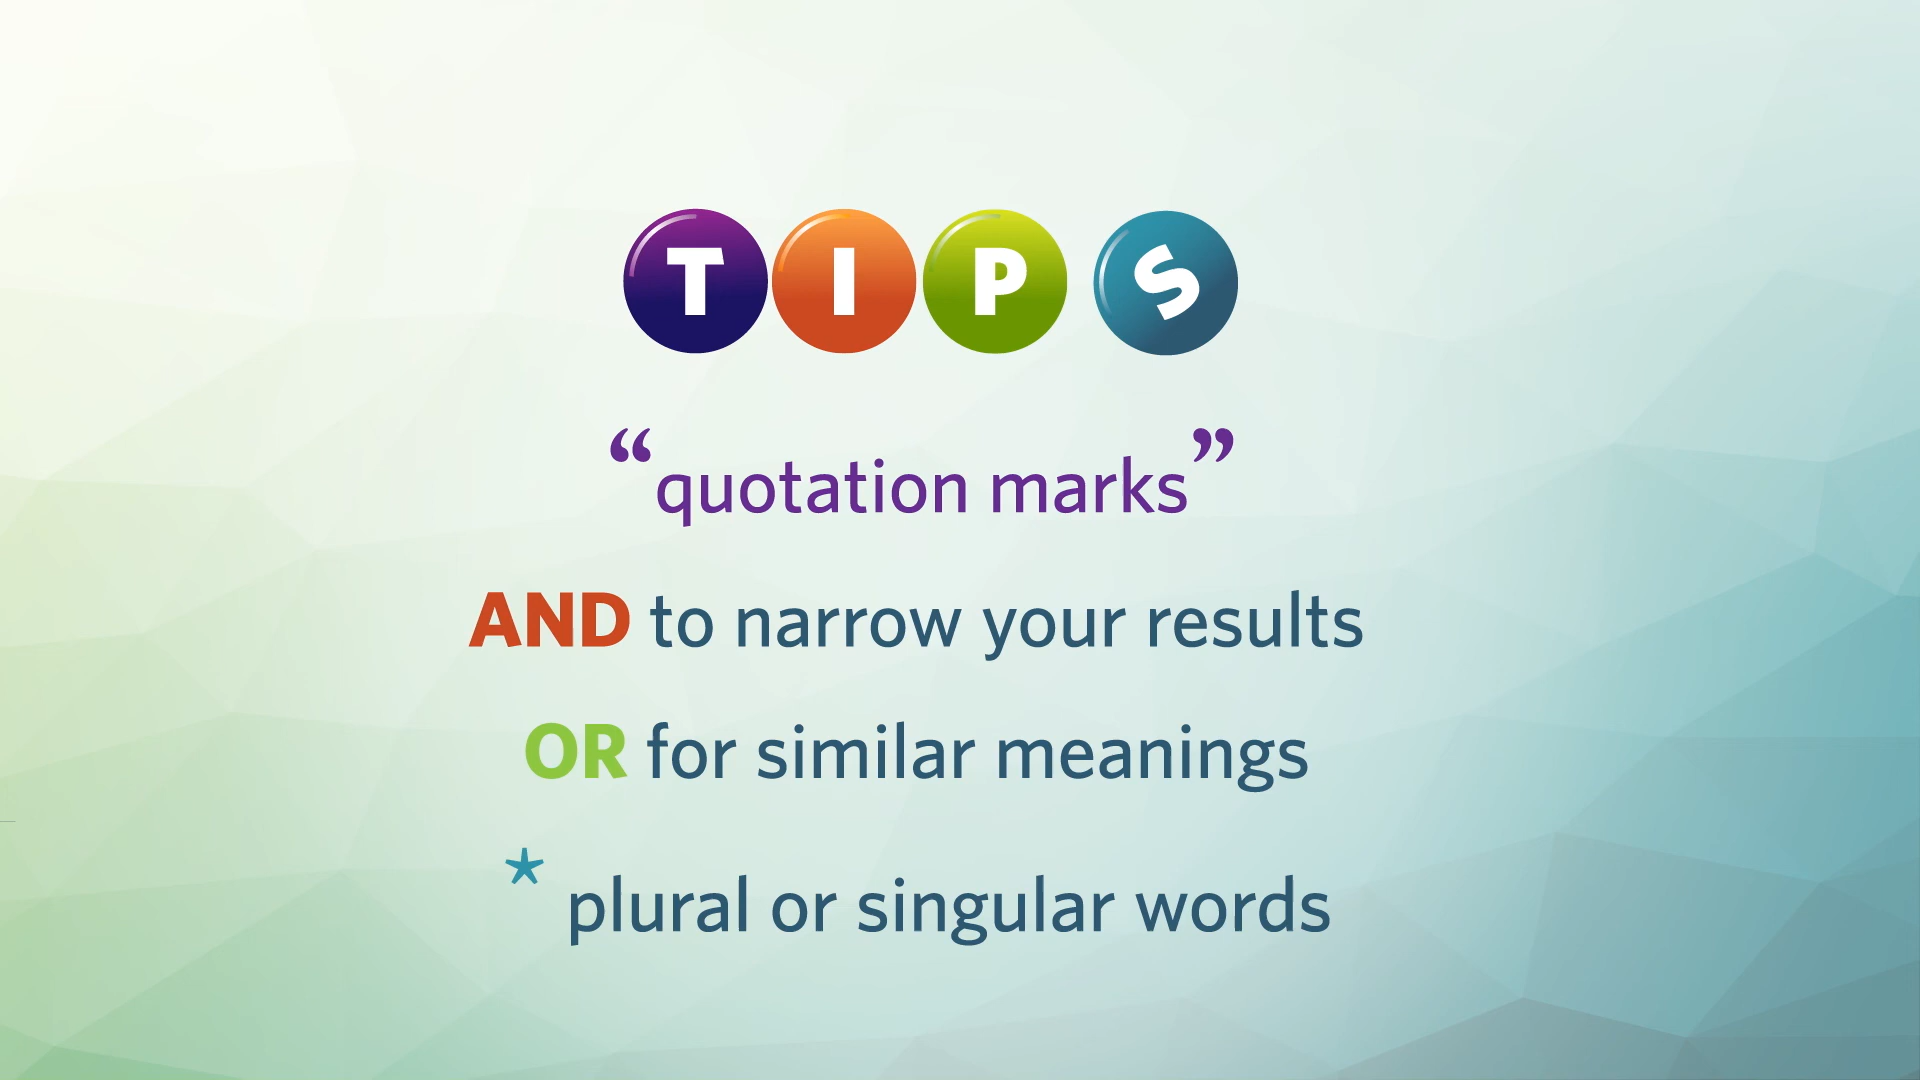 TIPS
“quotation marks”
AND to narrow your results
OR for similar meanings
* plural or singular words